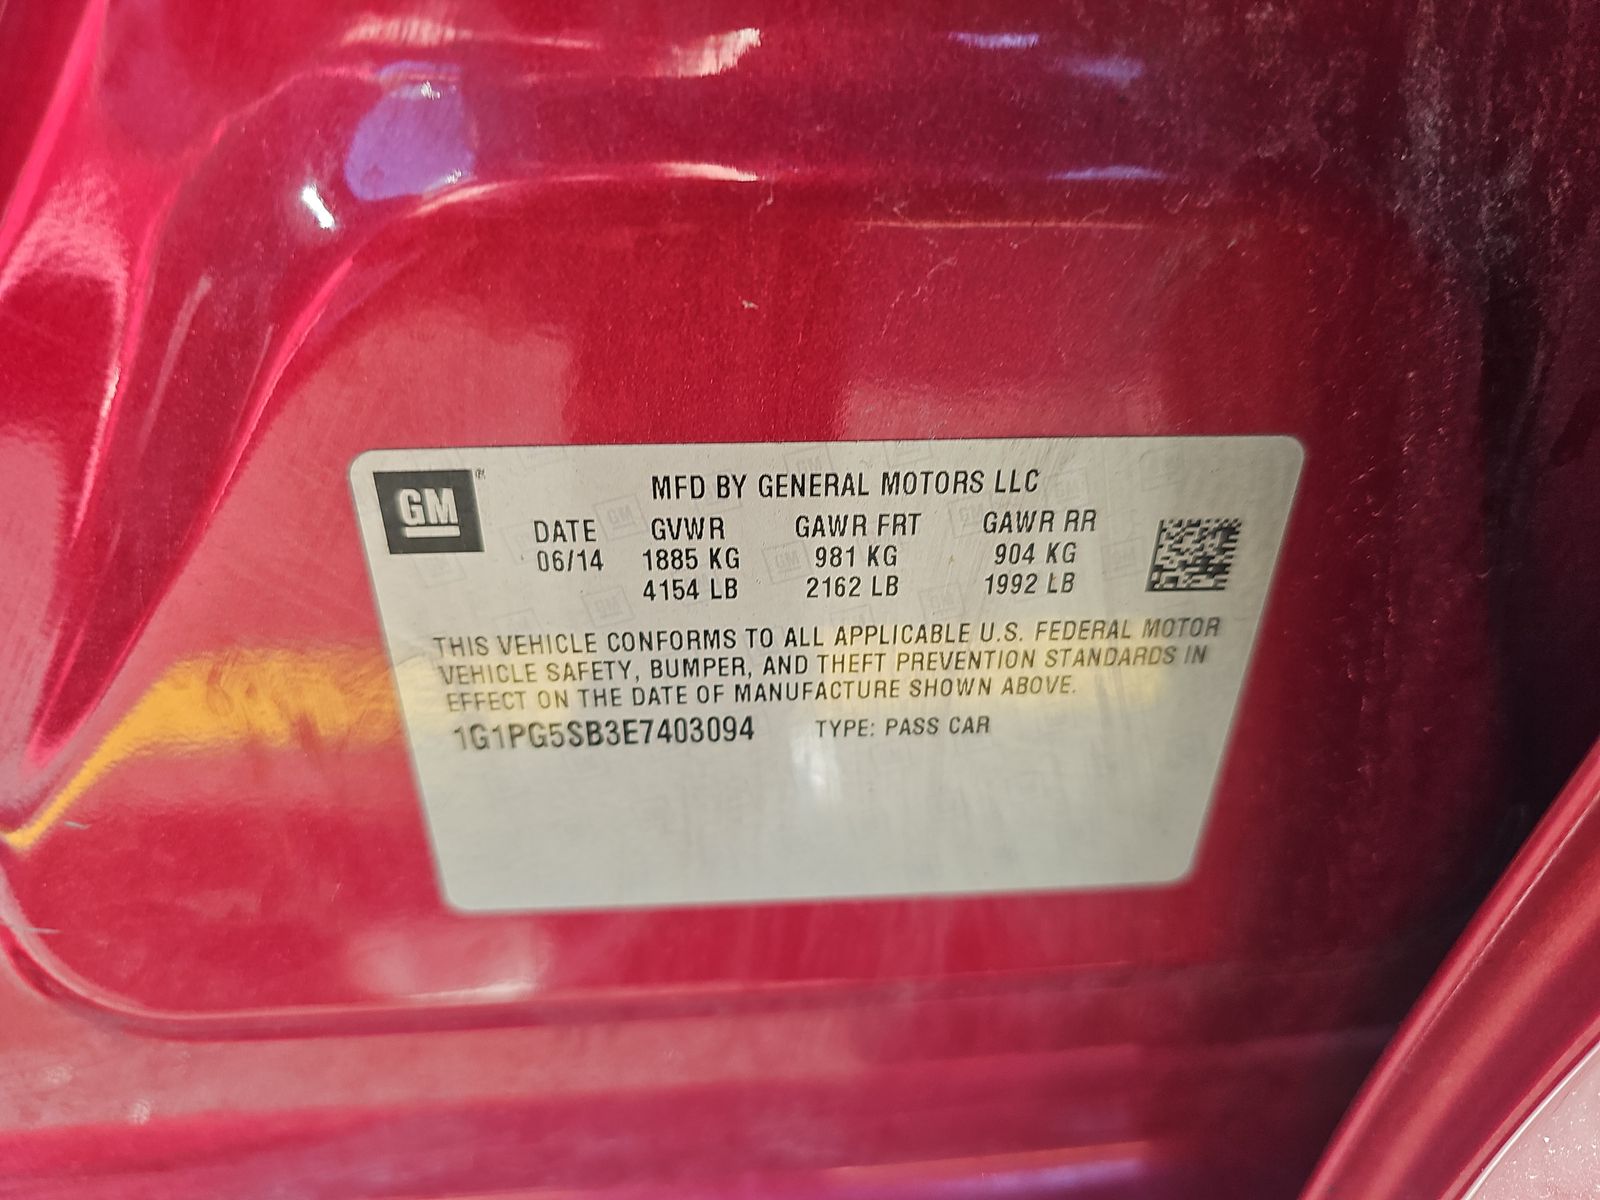 GM®
MFD BY GENERAL MOTORS LLC
DATE GVWR GAWR FRT GAWR RR
06/14 1885 KG 981 KG 904 KG
4154 LB 2162 LB 1992 LB
THIS VEHICLE CONFORMS TO ALL APPLICABLE U.S. FEDERAL MOTOR
VEHICLE SAFETY, BUMPER, AND THEFT PREVENTION STANDARDS IN
EFFECT ON THE DATE OF MANUFACTURE SHOWN ABOVE.
1G1PG5SB3E7403094 TYPE: PASS CAR